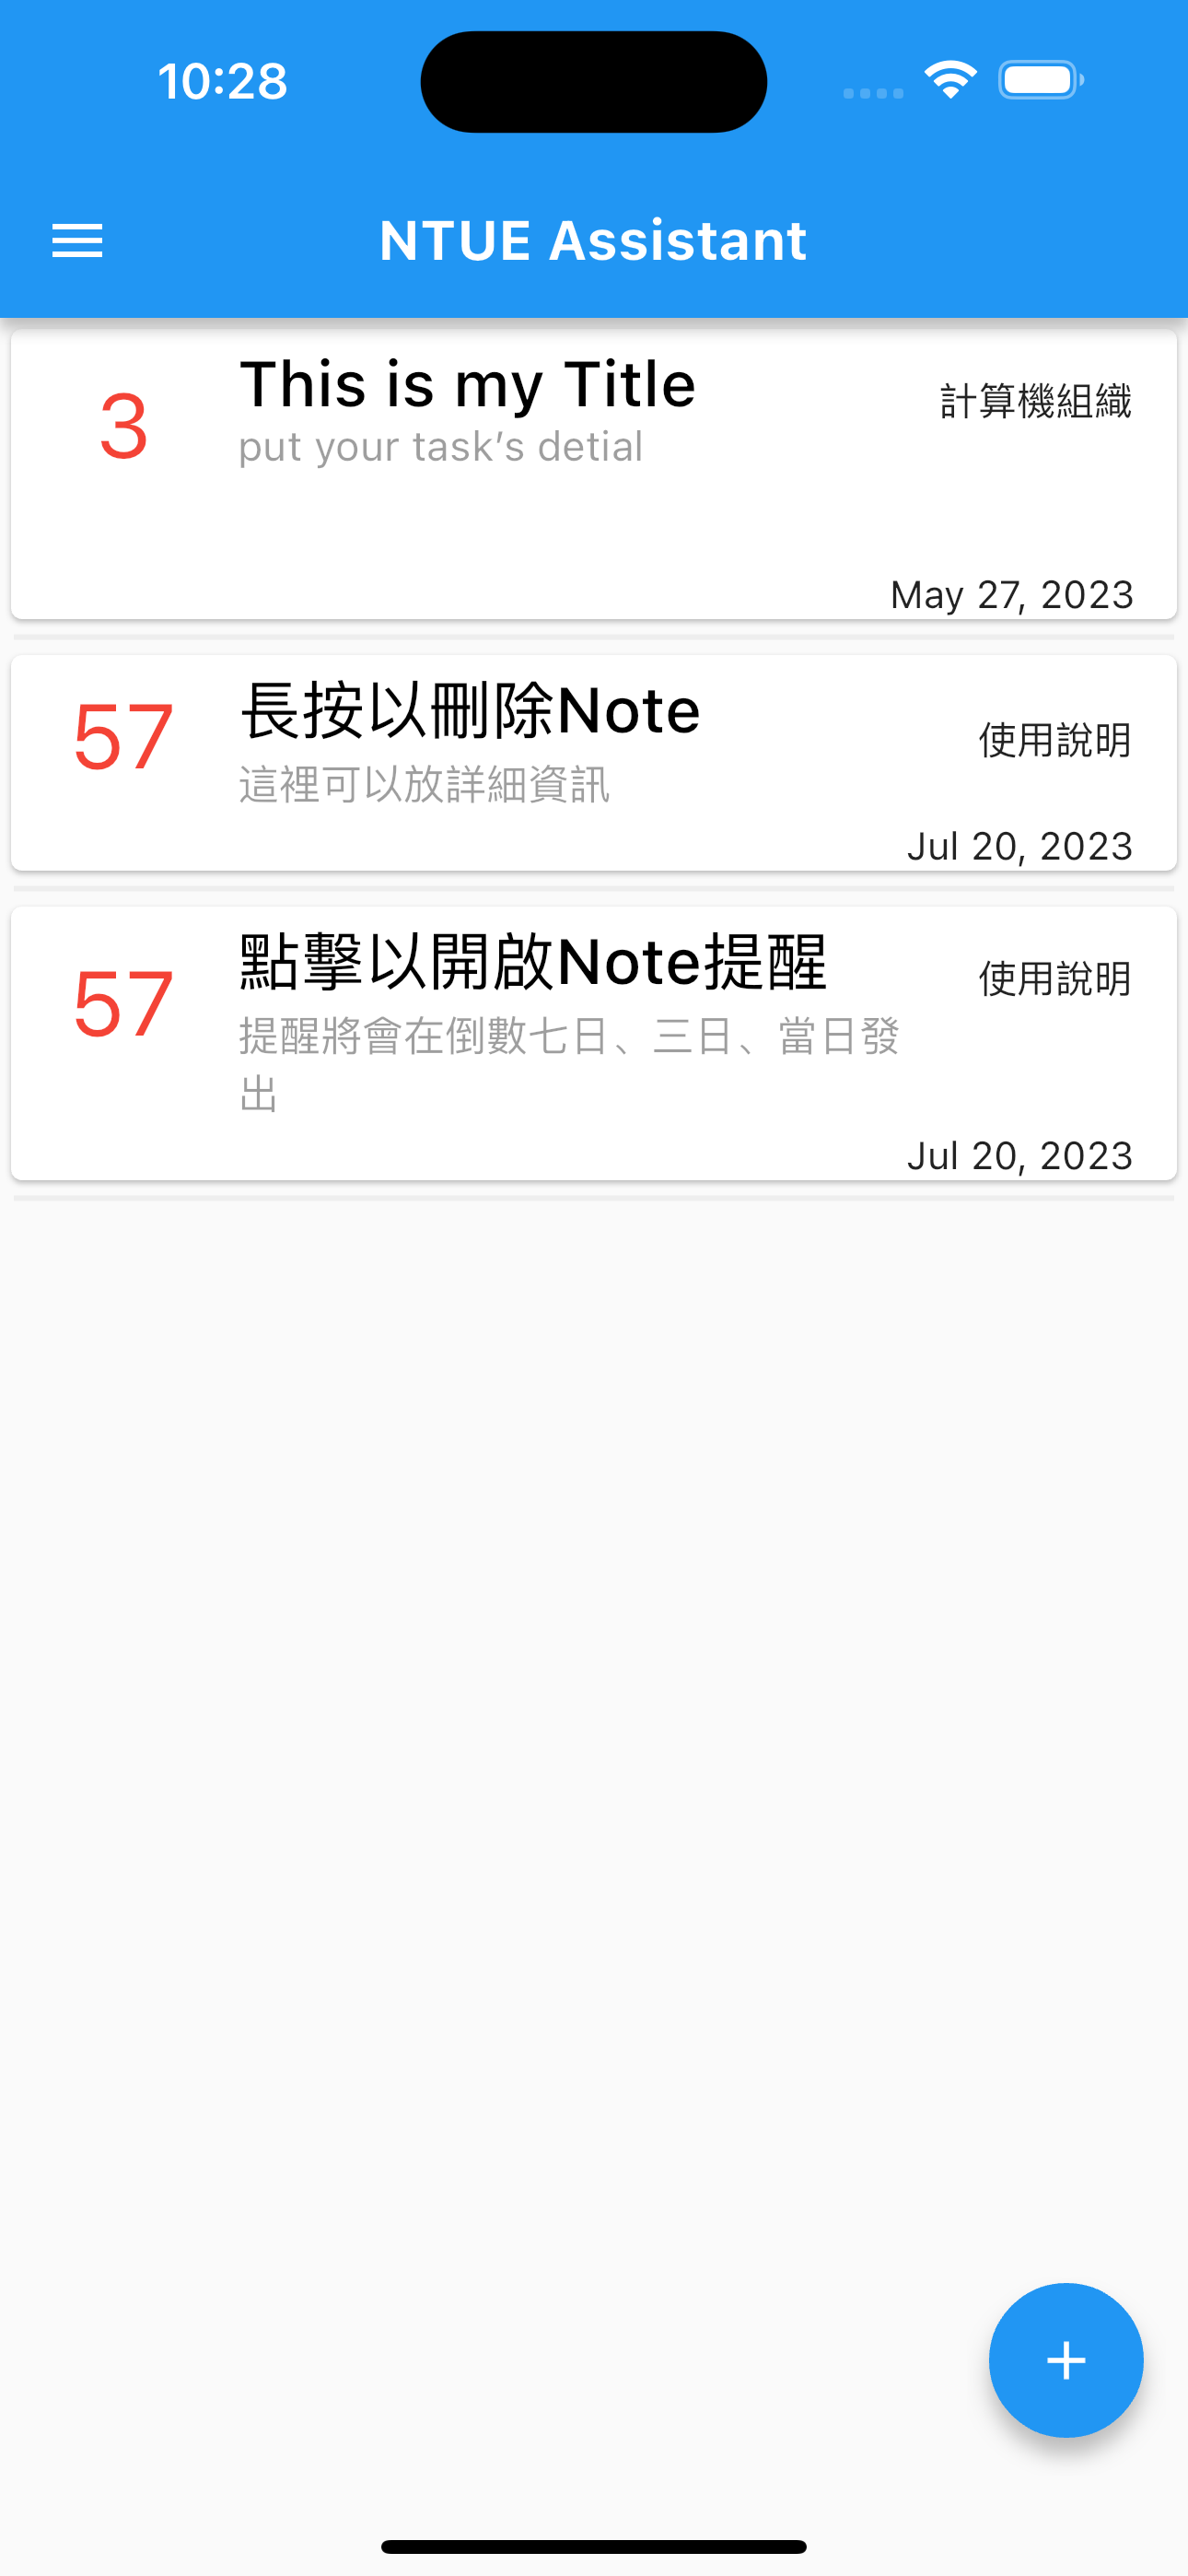 10:28
NTUE Assistant
3
This is my Title
計算機組織
put your task’s detial
May 27, 2023
57
長按以刪除Note
使用說明
這裡可以放詳細資訊
Jul 20, 2023
57
點擊以開啟Note提醒
使用說明
提醒將會在倒數七日、三日、當日發
出
Jul 20, 2023